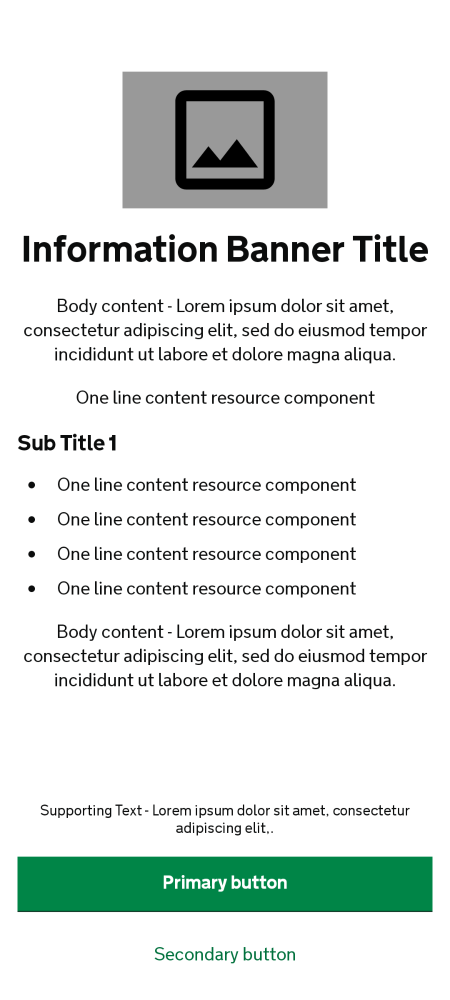 Information Banner Title
Body content - Lorem ipsum dolor sit amet,
consectetur adipiscing elit, sed do eiusmod tempor
incididunt ut labore et dolore magna aliqua.
One line content resource component
Sub Title 1
• One line content resource component
• One line content resource component
• One line content resource component
• One line content resource component
Body content - Lorem ipsum dolor sit amet,
consectetur adipiscing elit, sed do eiusmod tempor
incididunt ut labore et dolore magna aliqua.
Supporting Text - Lorem ipsum dolor sit amet, consectetur
adipiscing elit,.
Primary button
Secondary button